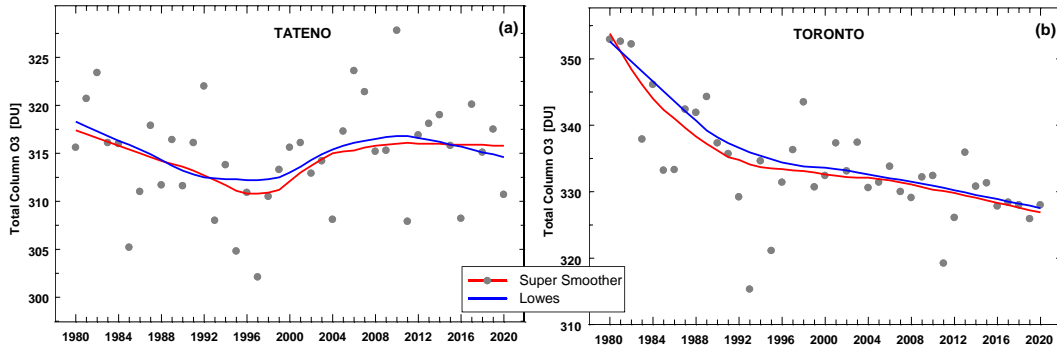 TATENO
(a)
Total Column O3 [DU]
325
320
315
310
305
300
1980 1984 1988 1992 1996 2000 2004 2008 2012 2016 2020
TORONTO
(b)
Total Column O3 [DU]
350
340
330
320
310
1980 1984 1988 1992 1996 2000 2004 2008 2012 2016 2020
Super Smoother
Lowes